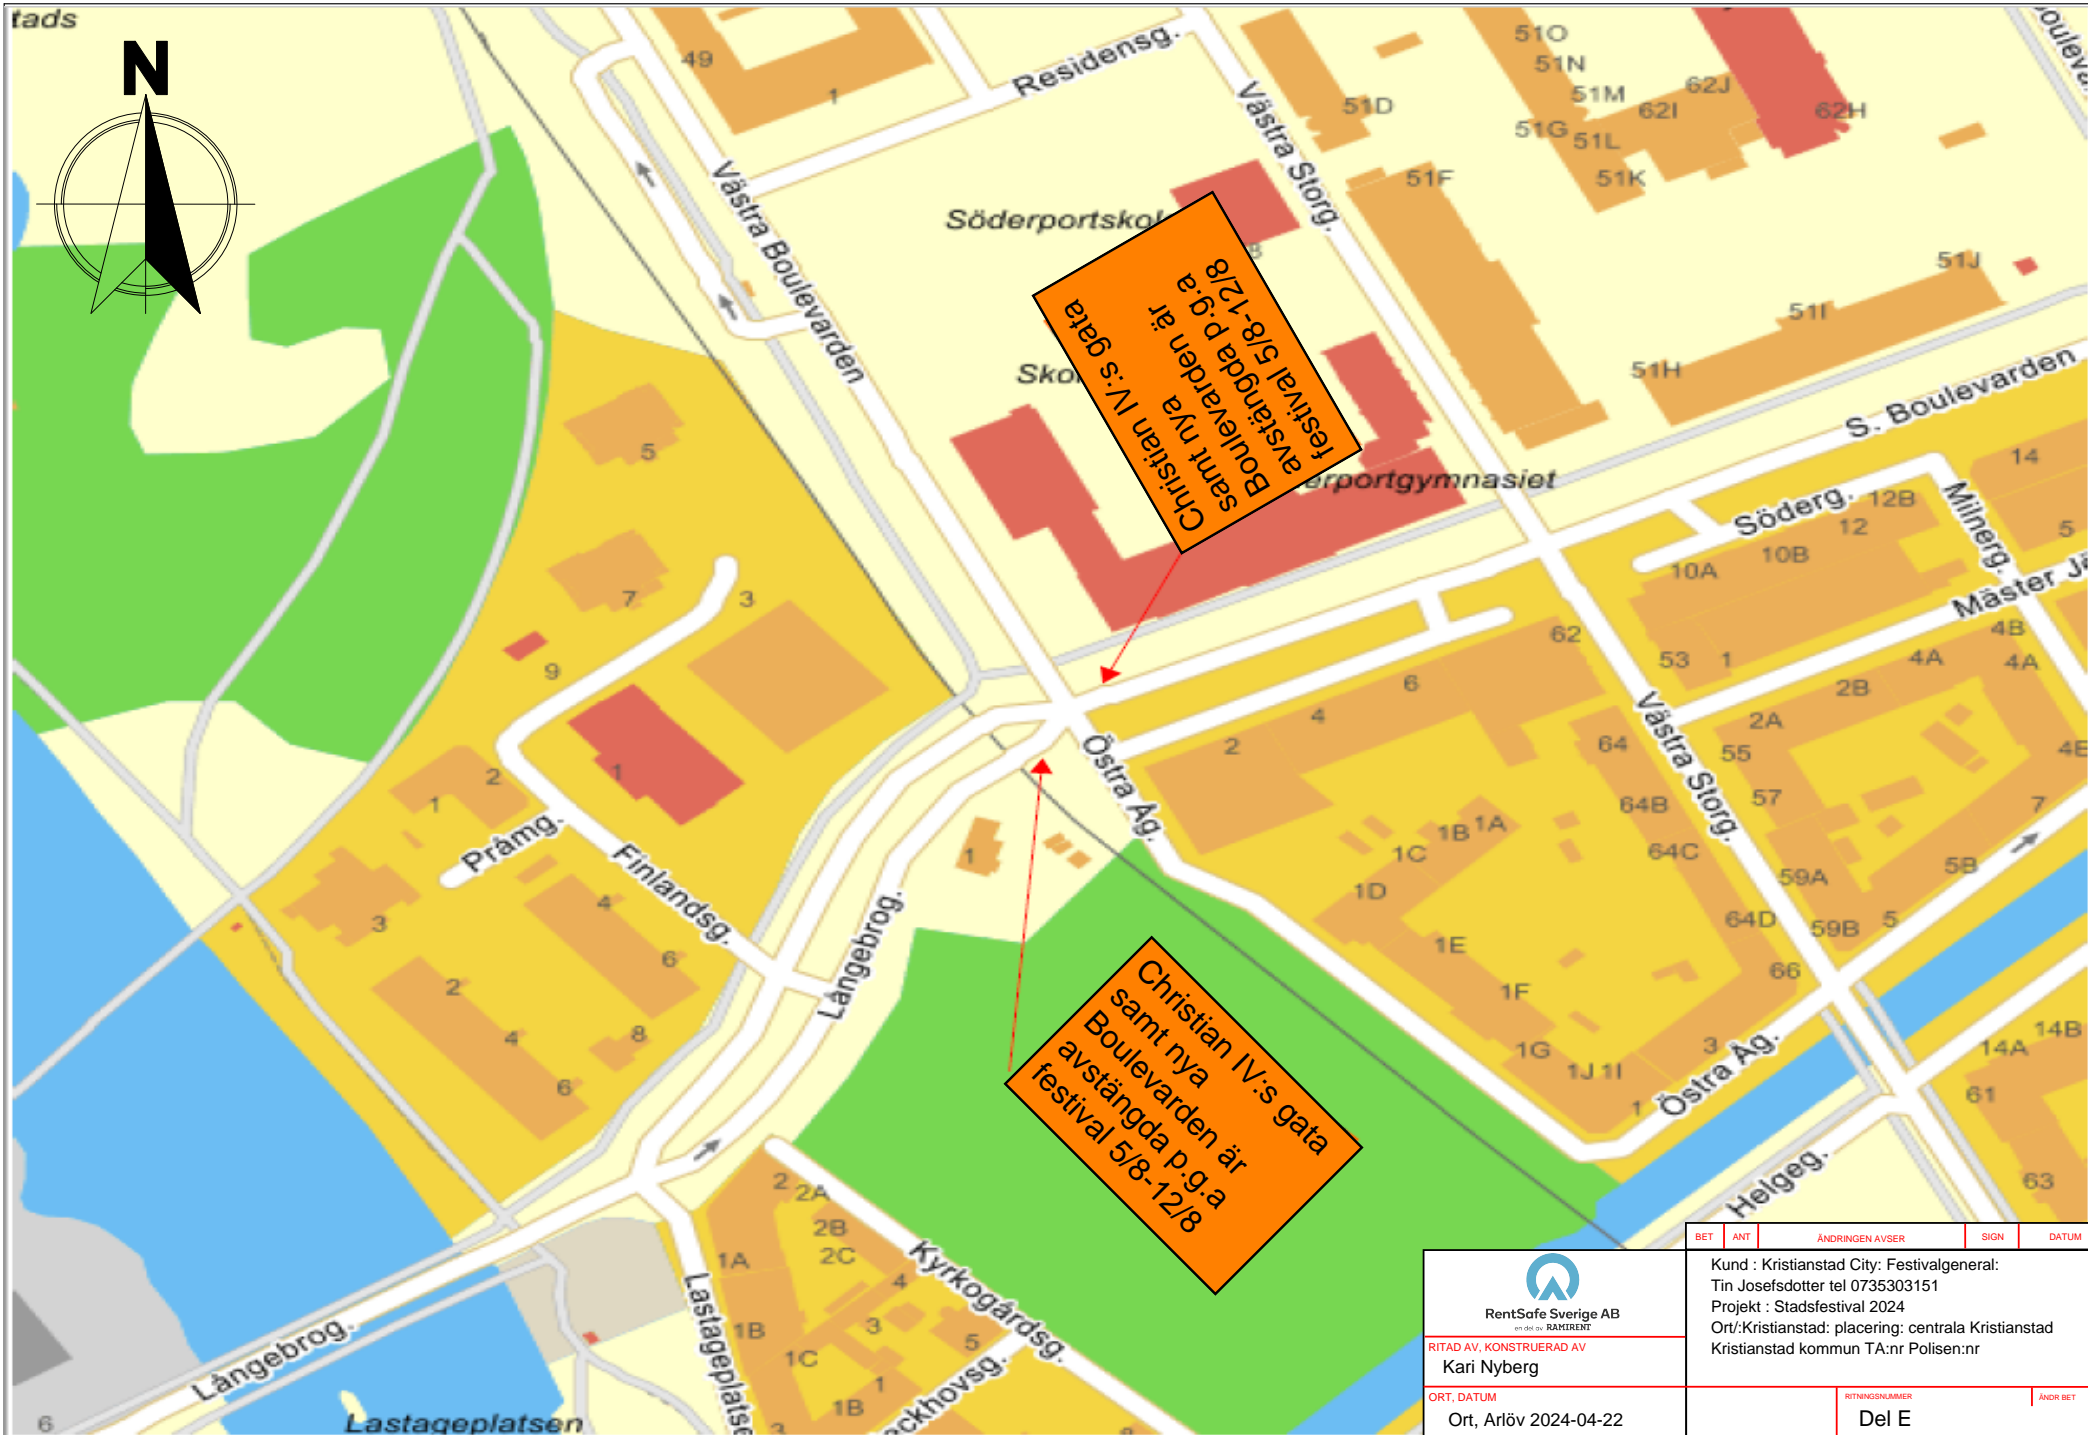 tads
N
49
1
Residensg.
Västra Storg.
51O
51N
51M
51D
51G
51L
51K
62J
62I
62H
51F
51J
51I
51H
Västra Boulevarden
Söderportskol
Christian IV:s gata
samt nya
Boulevarden är
avstängda p.g.a
festival 5/8-12/8
S. Boulevarden
14
12B
12
10B
10A
Söderg.
Milnerg.
5
Mäster
4B
4A
4A
2B
2A
53
1
62
6
4
2
5
7
3
9
1
2
1
Pråmg.
Finlandsg.
3
4
6
2
4
8
6
Östra Åg.
1
Långebrog.
Västra Storg.
64
64B
64C
64D
66
55
57
59A
59B
5
5B
7
1A
1B
1C
1D
1E
1F
1G
1J
1I
1
3
Östra Åg.
Christian IV:s gata
samt nya
Boulevarden är
avstängda p.g.a
festival 5/8-12/8
14B
14A
61
63
Helgeg.
2
2A
2B
2C
1A
1B
1C
1B
1
3
4
5
Kyrkogårdsg.
Lastageplatse
ckhovsg.
Långebrog.
Lastageplatsen
6
BET ANT ÄNDRINGEN AVSER SIGN DATUM
RentSafe Sverige AB
en del av RAMIRENT
Kund : Kristianstad City: Festivalgeneral:
Tin Josefsdotter tel 0735303151
Projekt : Stadsfestival 2024
Ort/:Kristianstad: placering: centrala Kristianstad
Kristianstad kommun TA:nr Polisen:nr
RITAD AV, KONSTRUERAD AV
Kari Nyberg
ORT, DATUM
Ort, Arlöv 2024-04-22
RITNINGSNUMMER
Del E
ÄNDR BET